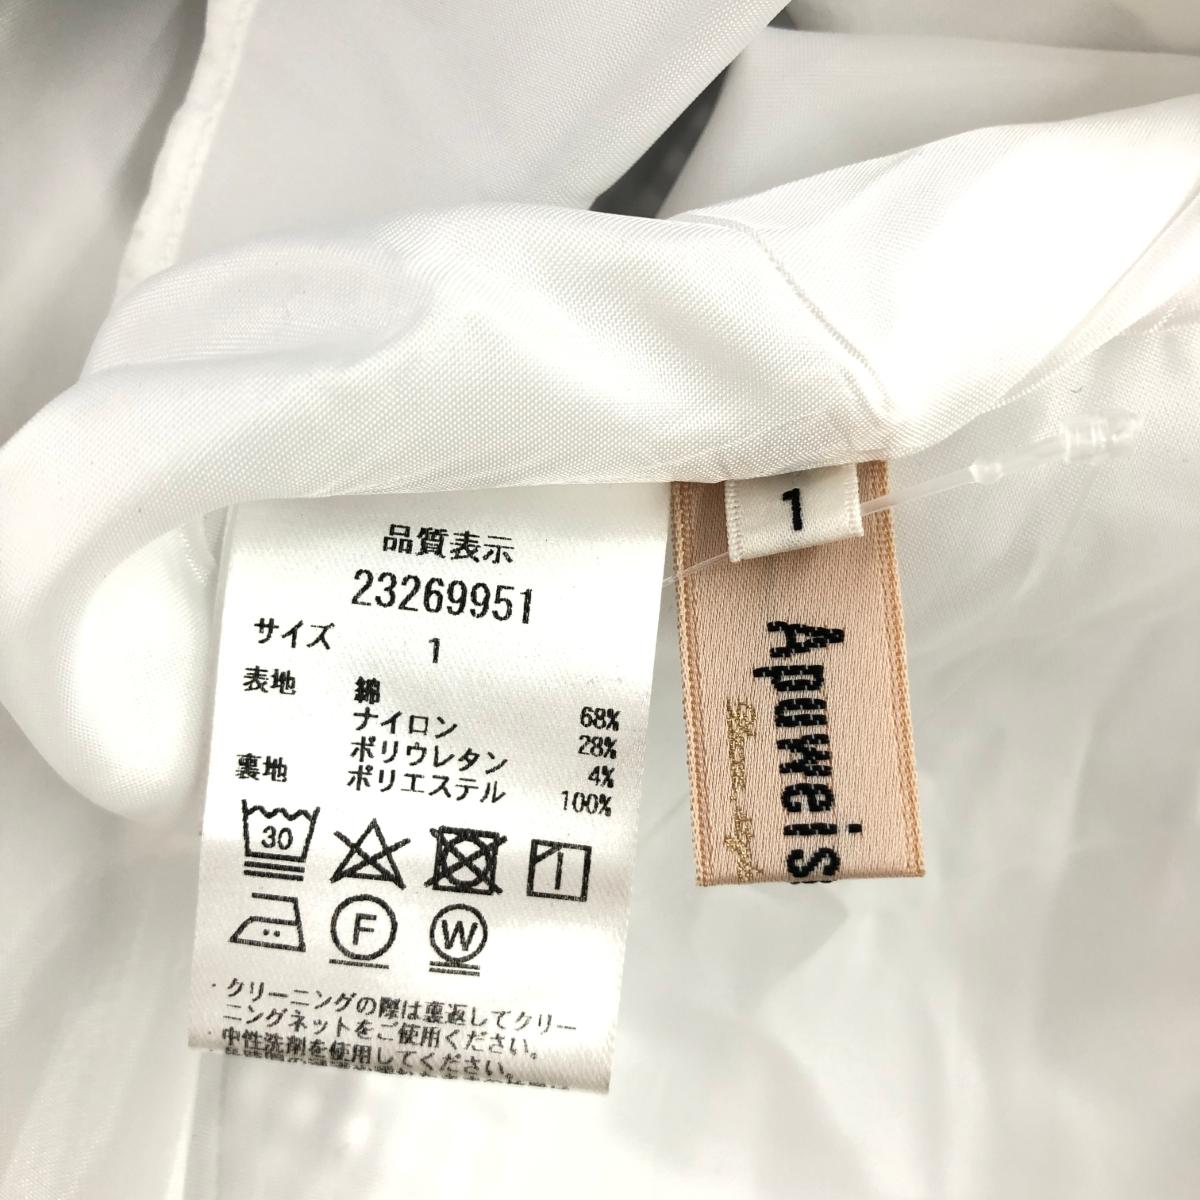 品質表示
23269951
サイズ 1
表地 綿 68%
ナイロン 28%
ポリウレタン 4%
裏地 ポリエステル 100%
30
F
W
・クリーニングの際は裏返してクリー
ニングネットをご使用ください。
・中性洗剤を使用してください。
1
Apuweis